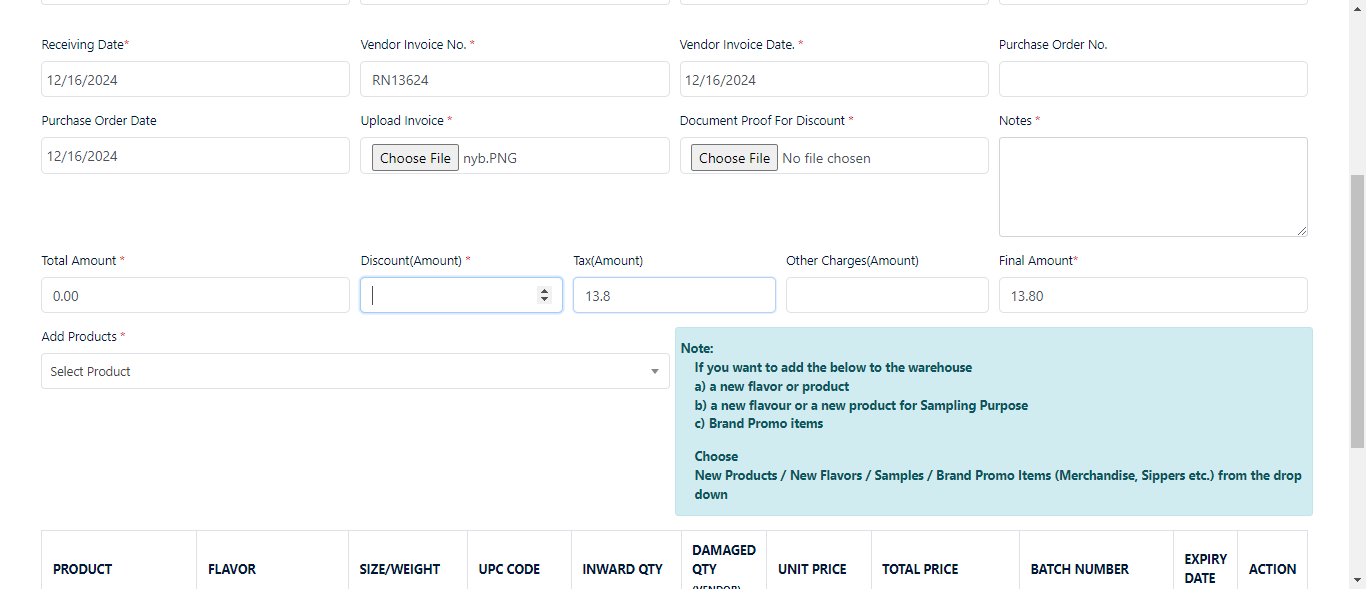 Receiving Date* Vendor Invoice No. * Vendor Invoice Date. * Purchase Order No.
12/16/2024 RN13624 12/16/2024
Purchase Order Date Upload Invoice * Document Proof For Discount * Notes *
12/16/2024 Choose File nyb.PNG Choose File No file chosen
Total Amount * Discount(Amount) * Tax(Amount) Other Charges(Amount) Final Amount*
0.00 13.8 13.80
Add Products *
Select Product
Note:
If you want to add the below to the warehouse
a) a new flavor or product
b) a new flavour or a new product for Sampling Purpose
c) Brand Promo items
Choose
New Products / New Flavors / Samples / Brand Promo Items (Merchandise, Sippers etc.) from the drop
down
PRODUCT FLAVOR SIZE/WEIGHT UPC CODE INWARD QTY DAMAGED QTY (VENDOR) UNIT PRICE TOTAL PRICE BATCH NUMBER EXPIRY DATE ACTION